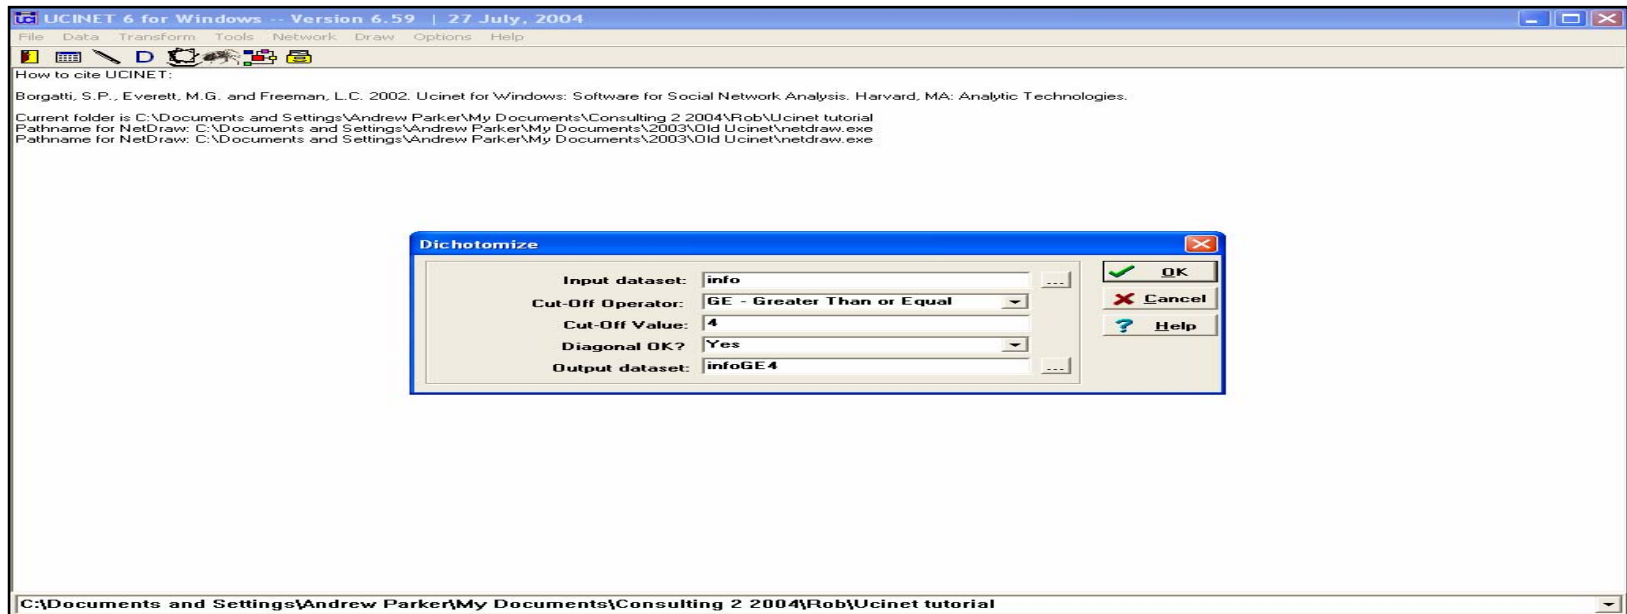 UCINET 6 for Windows -- Version 6.59 | 27 July, 2004
File Data Transform Tools Network Draw Options Help
D
How to cite UCINET:
Borgatti, S.P., Everett, M.G. and Freeman, L.C. 2002. Ucinet for Windows: Software for Social Network Analysis. Harvard, MA: Analytic Technologies.
Current folder is C:\Documents and Settings\Andrew Parker\My Documents\Consulting 2 2004\Rob\Ucinet tutorial
Pathname for NetDraw: C:\Documents and Settings\Andrew Parker\My Documents\2003\Old Ucinet\netdraw.exe
Pathname for NetDraw: C:\Documents and Settings\Andrew Parker\My Documents\2003\Old Ucinet\netdraw.exe
Dichotomize
Input dataset: info ...
Cut-Off Operator: GE - Greater Than or Equal
Cut-Off Value: 4
Diagonal OK? Yes
Output dataset: infoGE4 ...
OK
Cancel
? Help
C:\Documents and Settings\Andrew Parker\My Documents\Consulting 2 2004\Rob\Ucinet tutorial